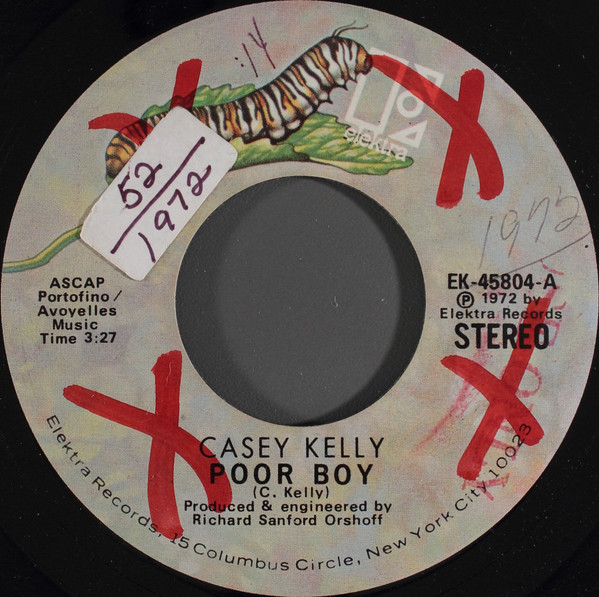 :14
elektra
52
1972
1972
ASCAP
Portofino/
Avoyelles
Music
Time 3:27
EK-45804-A
℗ 1972 by
Elektra Records
STEREO
CASEY KELLY
POOR BOY
(C. Kelly)
Produced & engineered by
Richard Sanford Orshoff
Elektra Records, 15 Columbus Circle, New York City 10023